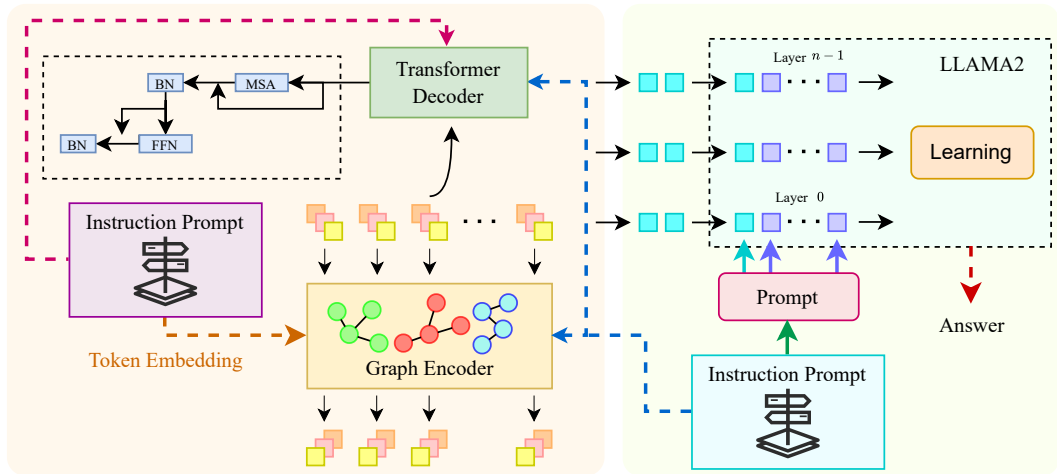 Transformer
Decoder
BN
MSA
BN
FFN
Instruction Prompt
Token Embedding
. . .
Graph Encoder
Layer n − 1
LLAMA2
. . .
. . .
Learning
Layer 0
. . .
Prompt
Answer
Instruction Prompt